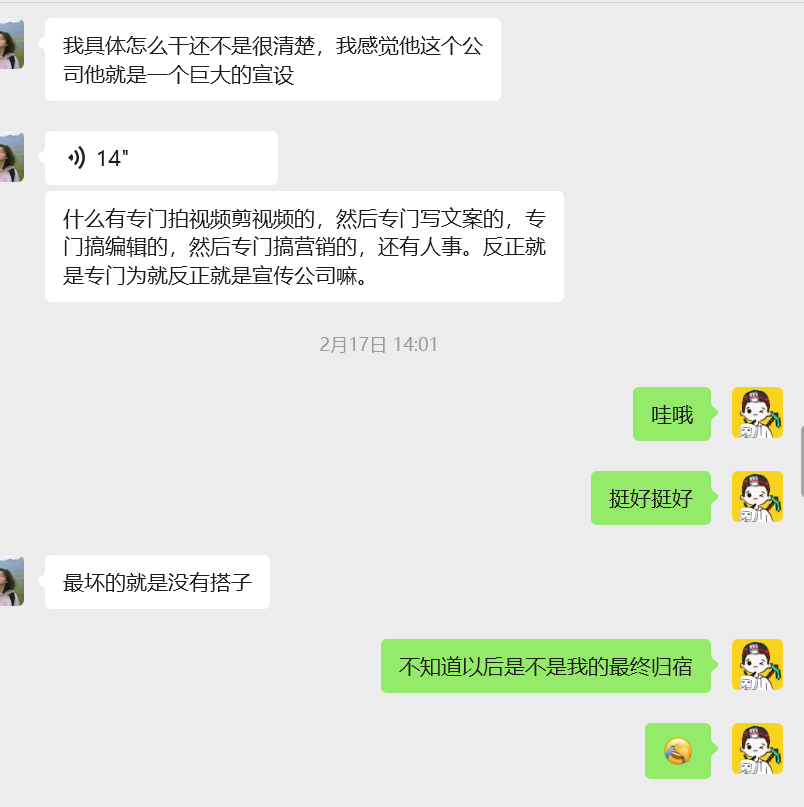 我具体怎么干还不是很清楚，我感觉他这个公
司他就是一个巨大的宣设
14"
什么有专门拍视频剪视频的，然后专门写文案的，专
门搞编辑的，然后专门搞营销的，还有人事。反正就
是专门为就反正就是宣传公司嘛。
2月17日 14:01
哇哦
挺好挺好
最坏的就是没有搭子
不知道以后是不是我的最终归宿